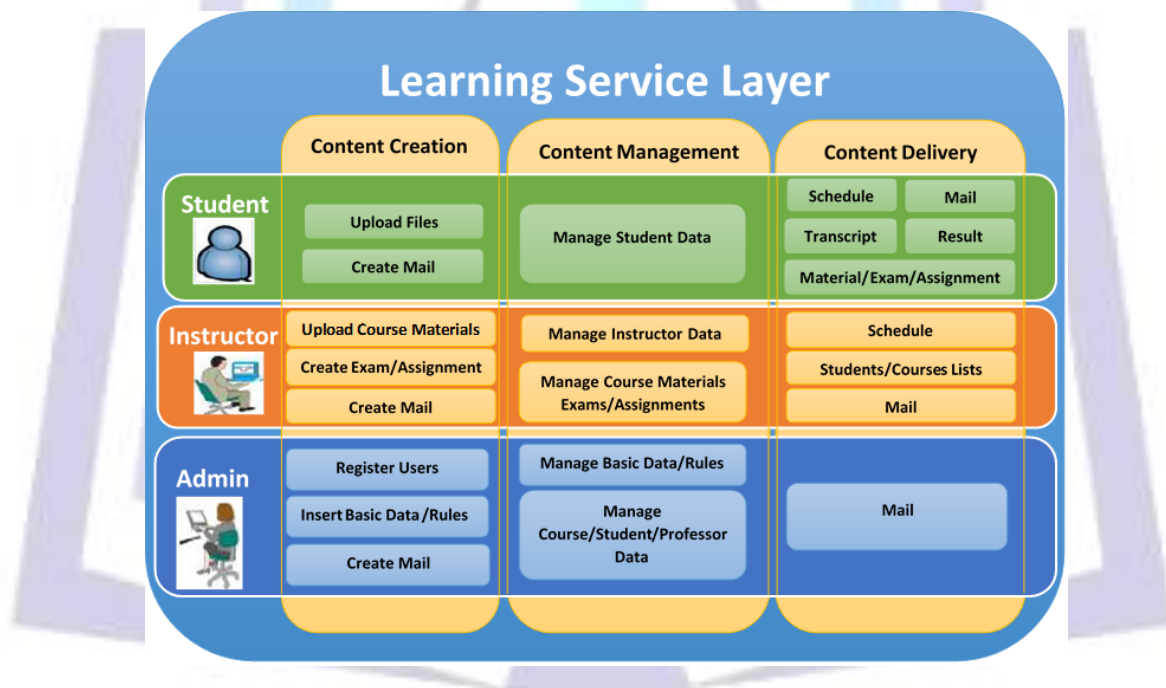 Learning Service Layer
Content Creation
Content Management
Content Delivery
Student
Upload Files
Create Mail
Manage Student Data
Schedule
Mail
Transcript
Result
Material/Exam/Assignment
Instructor
Upload Course Materials
Create Exam/Assignment
Create Mail
Manage Instructor Data
Manage Course Materials
Exams/Assignments
Schedule
Students/Courses Lists
Mail
Admin
Register Users
Insert Basic Data/Rules
Create Mail
Manage Basic Data/Rules
Manage
Course/Student/Professor
Data
Mail